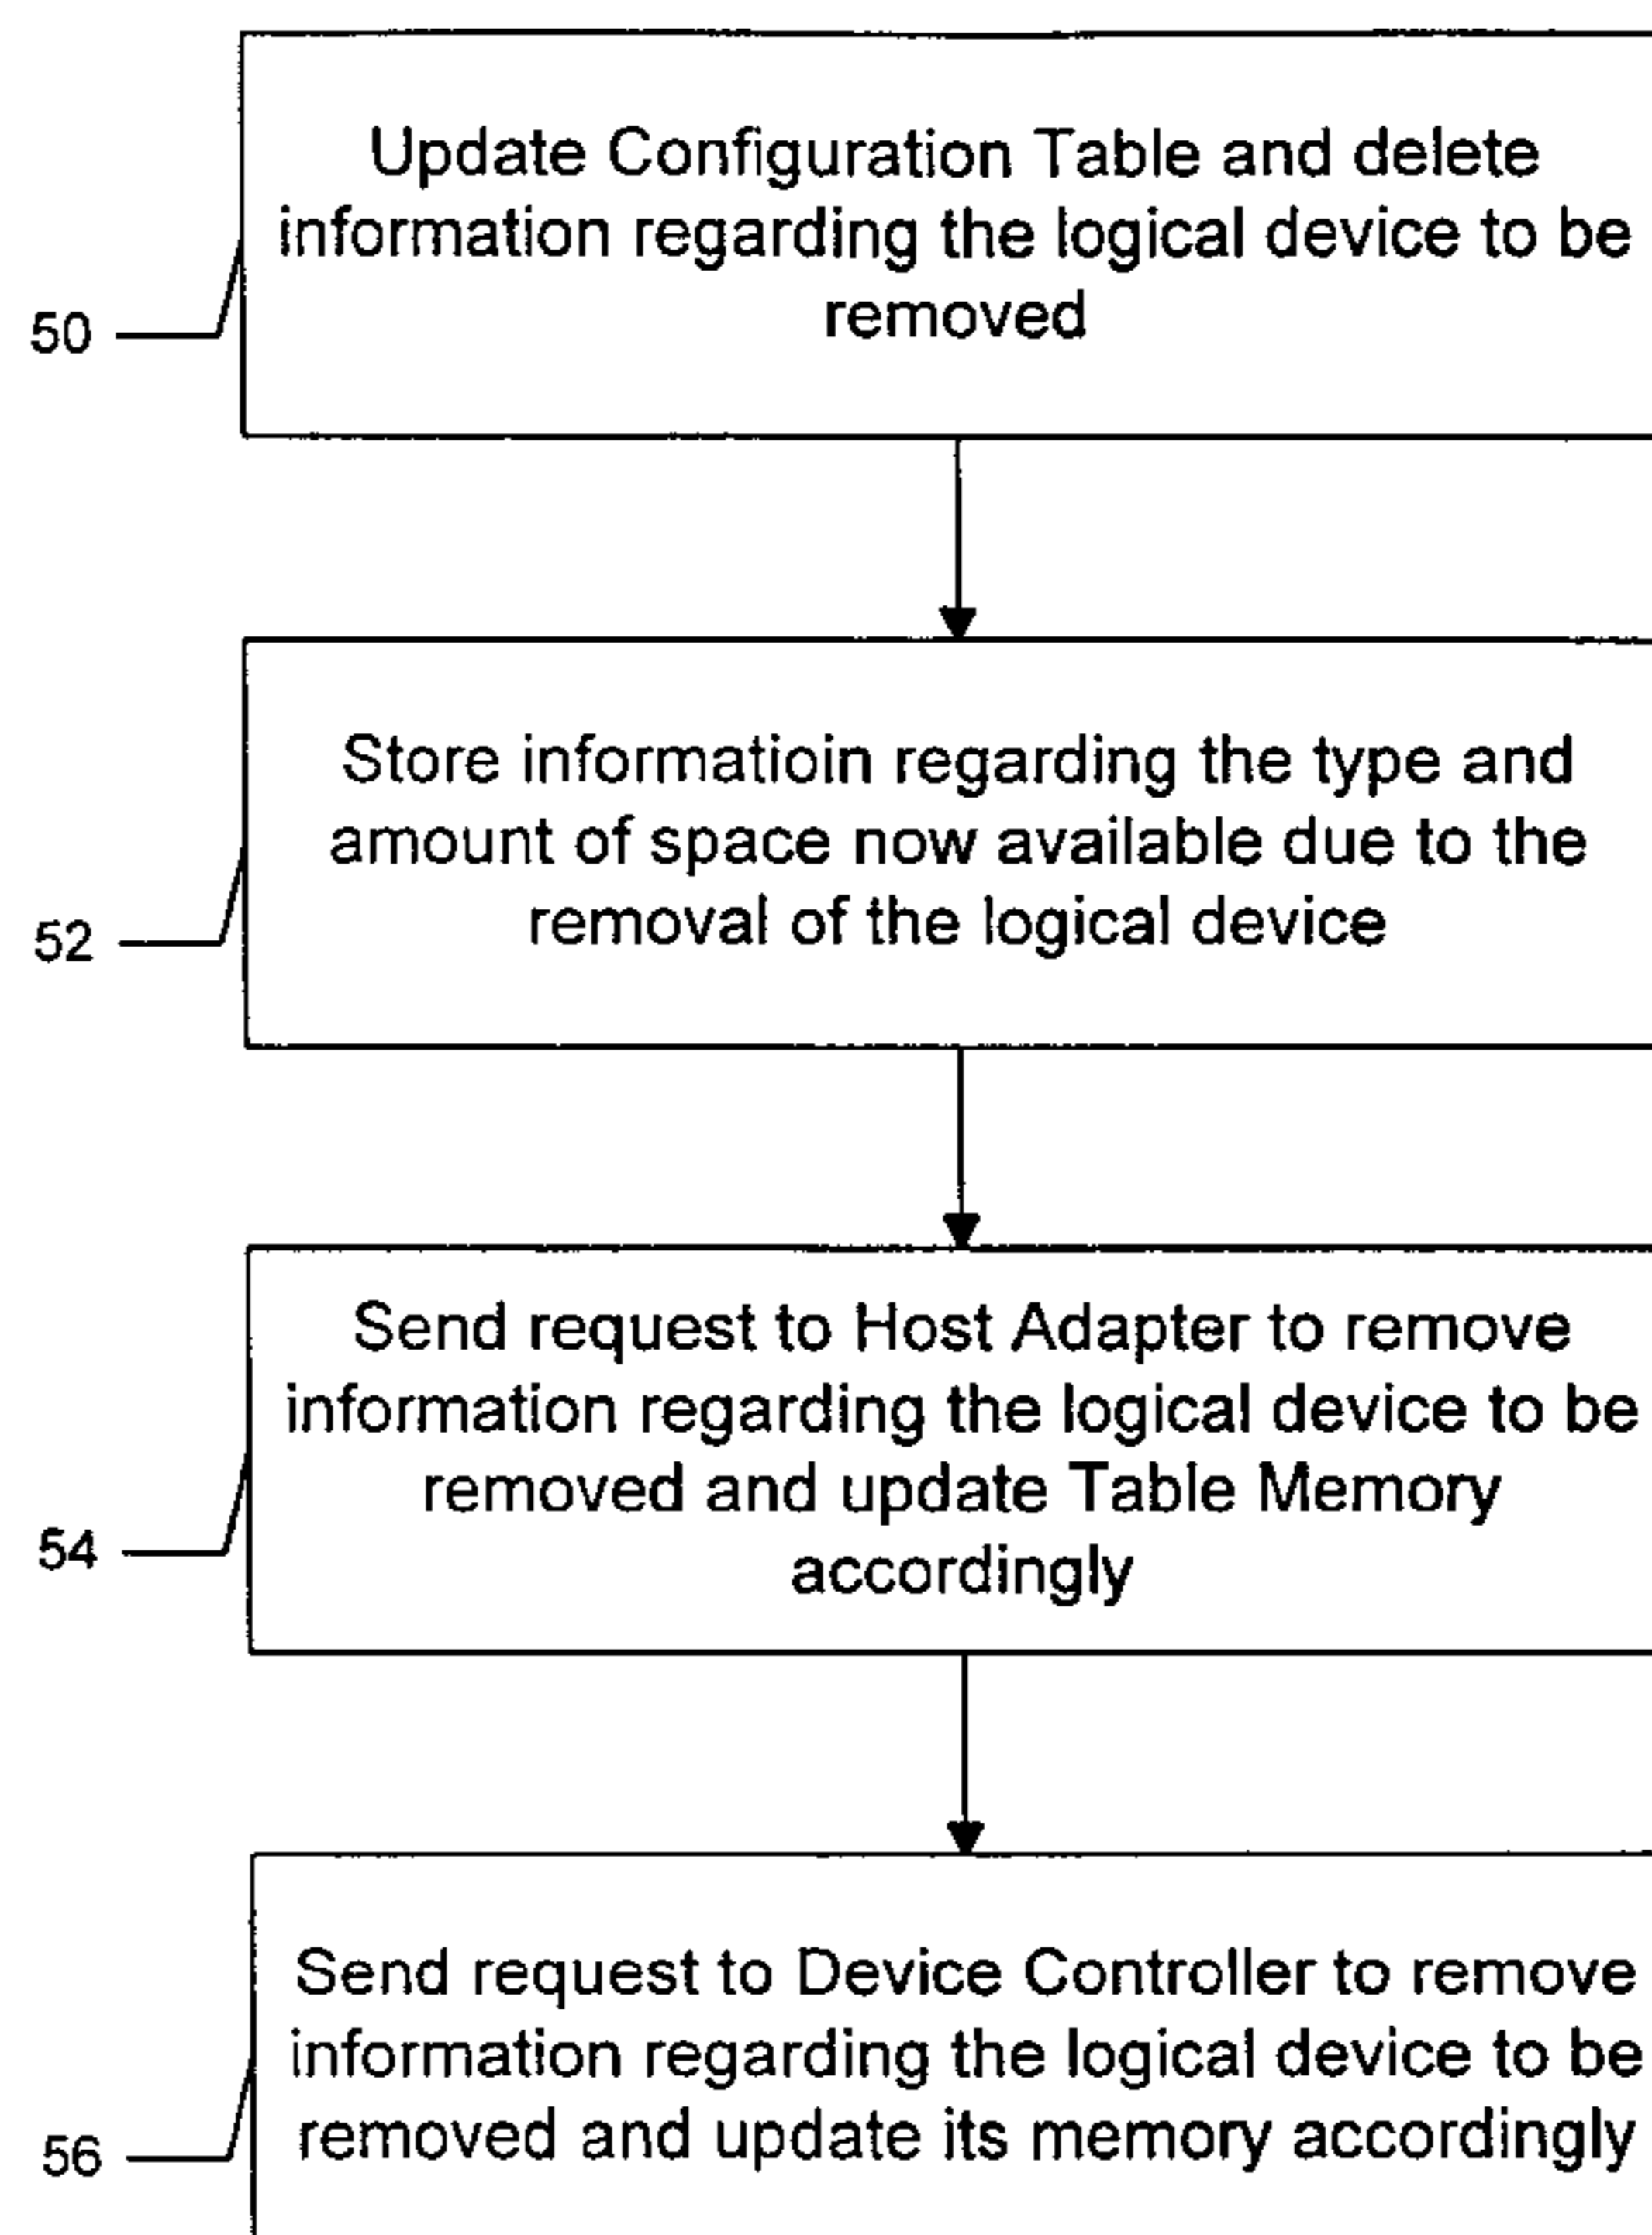 Update Configuration Table and delete
information regarding the logical device to be
removed
50
Store informatioin regarding the type and
amount of space now available due to the
removal of the logical device
52
Send request to Host Adapter to remove
information regarding the logical device to be
removed and update Table Memory
accordingly
54
Send request to Device Controller to remove
information regarding the logical device to be
removed and update its memory accordingly
56